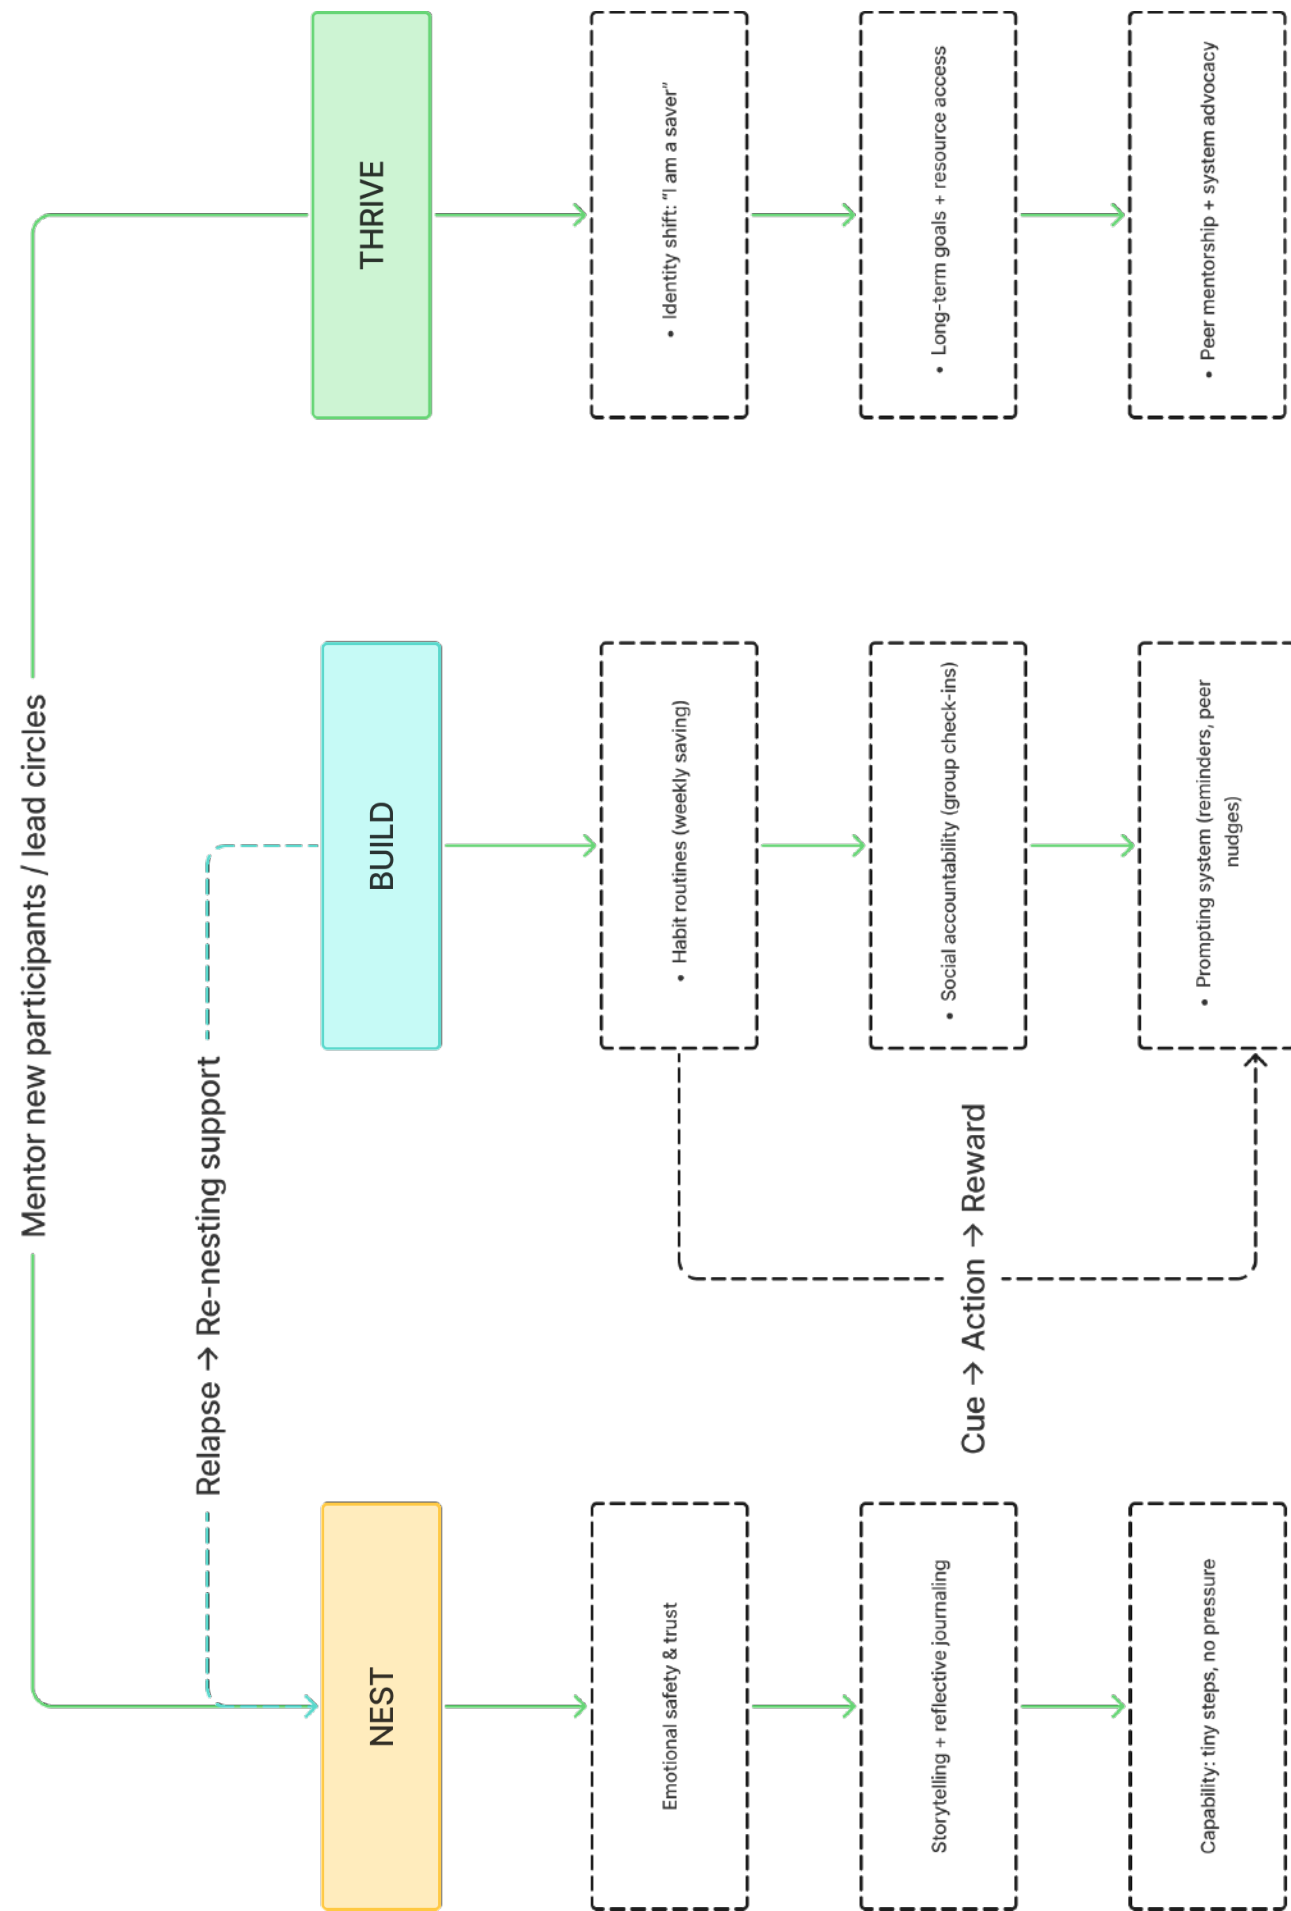 Mentor new participants / lead circles
Relapse → Re-nesting support
NEST
BUILD
THRIVE
Emotional safety & trust
• Habit routines (weekly saving)
• Identity shift: “I am a saver”
Storytelling + reflective journaling
Cue → Action → Reward
• Social accountability (group check-ins)
• Long-term goals + resource access
Capability: tiny steps, no pressure
• Prompting system (reminders, peer
nudges)
• Peer mentorship + system advocacy